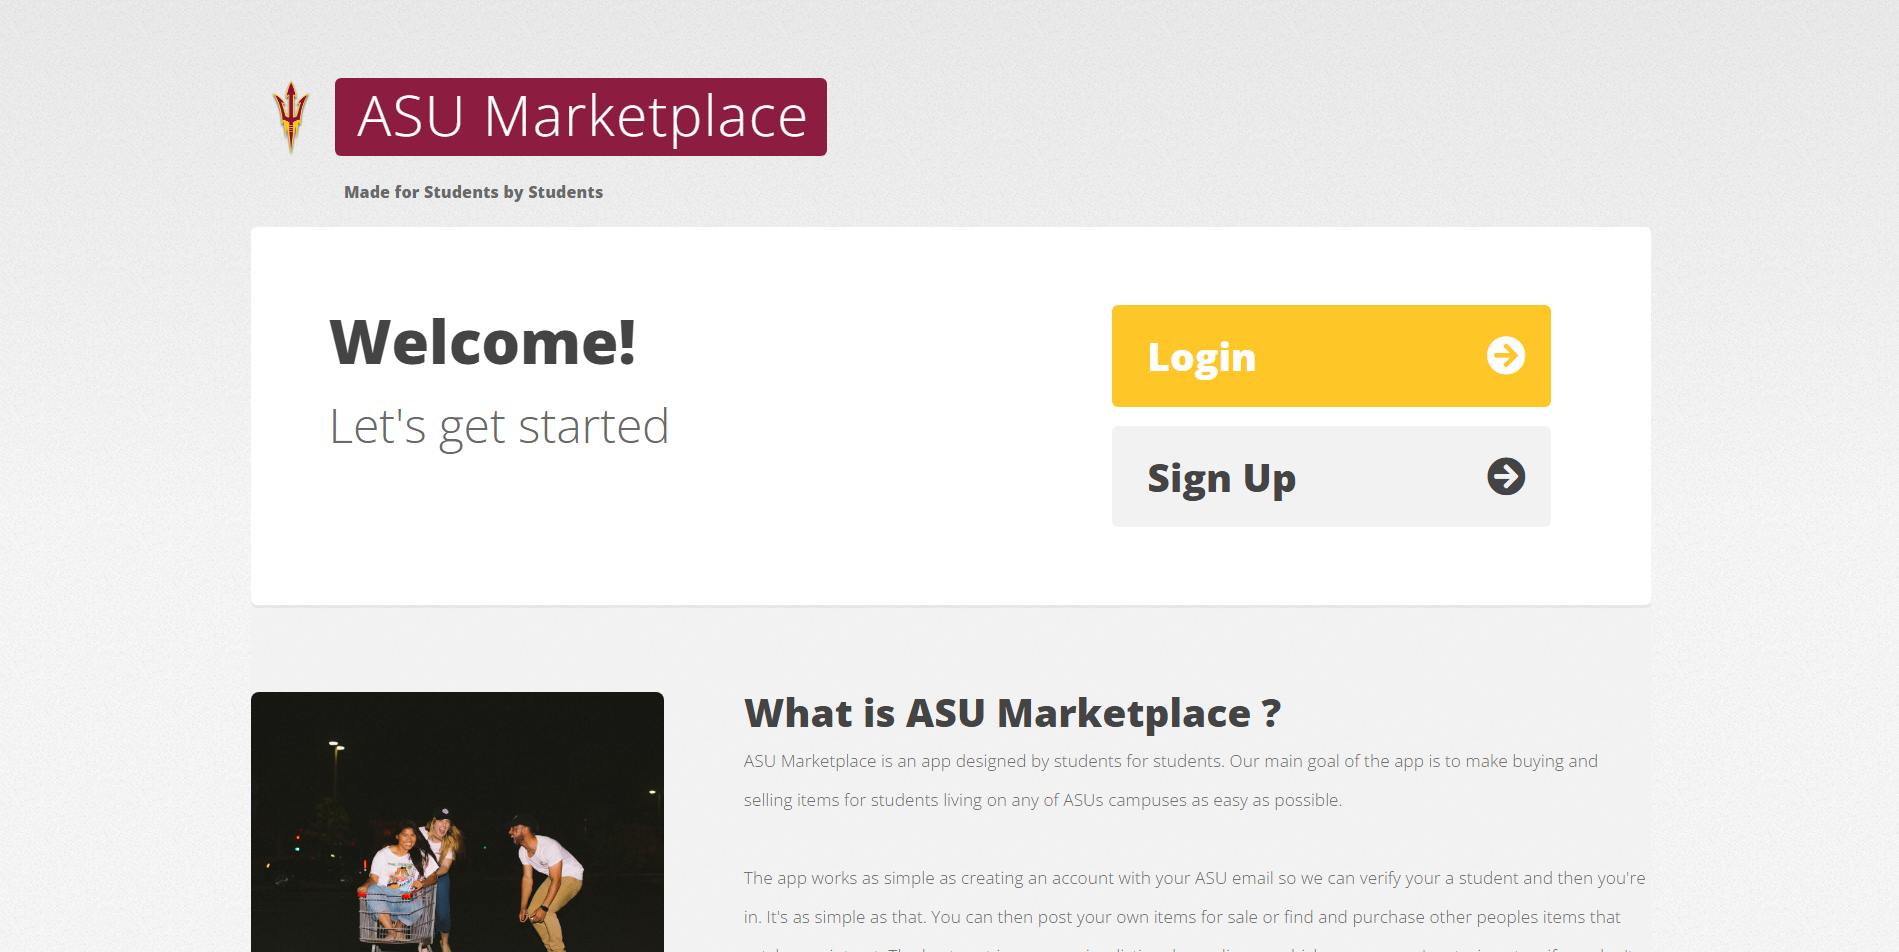 ASU Marketplace
Made for Students by Students
Welcome!
Let's get started
Login
Sign Up
What is ASU Marketplace ?
ASU Marketplace is an app designed by students for students. Our main goal of the app is to make buying and
selling items for students living on any of ASUs campuses as easy as possible.
The app works as simple as creating an account with your ASU email so we can verify your a student and then you're
in. It's as simple as that. You can then post your own items for sale or find and purchase other peoples items that